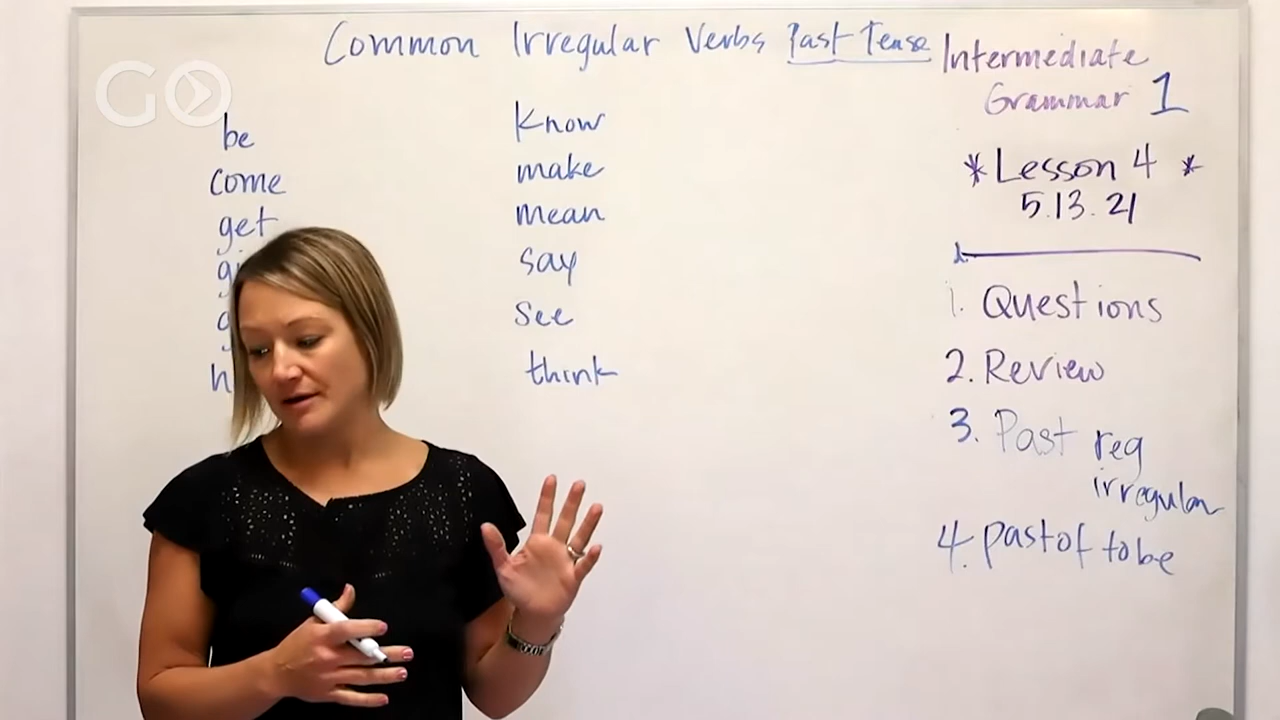 GO
Common Irregular Verbs Past Tense
be
come
get
know
make
mean
say
see
think
Intermediate
Grammar 1
* Lesson 4 *
5.13.21
1. Questions
2. Review
3. Past reg
irregular
4. past of to be